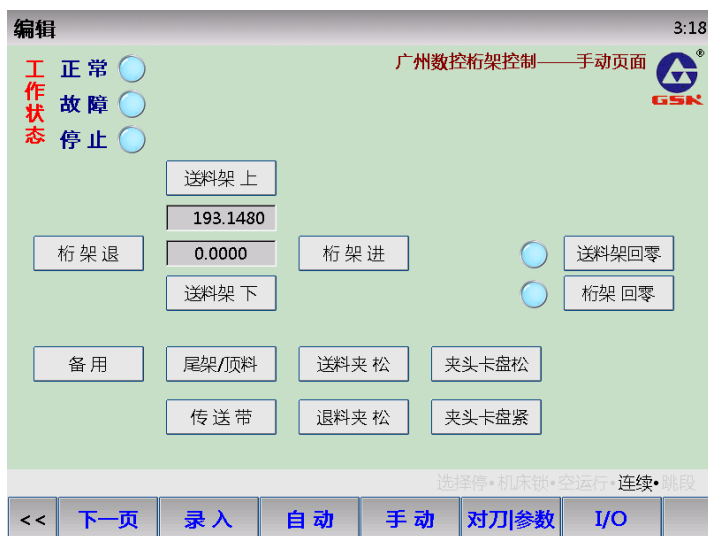 编辑 3:18
广州数控桁架控制——手动页面
®
GSK
工作状态
正常
故障
停止
送料架 上
193.1480
桁架退 0.0000 桁架进 送料架回零
送料架 下 桁架 回零
备用 尾架/顶料 送料夹 松 夹头卡盘松
传送带 退料夹 松 夹头卡盘紧
选择停•机床锁•空运行•连续•跳段
<< 下一页 录入 自动 手动 对刀|参数 I/O